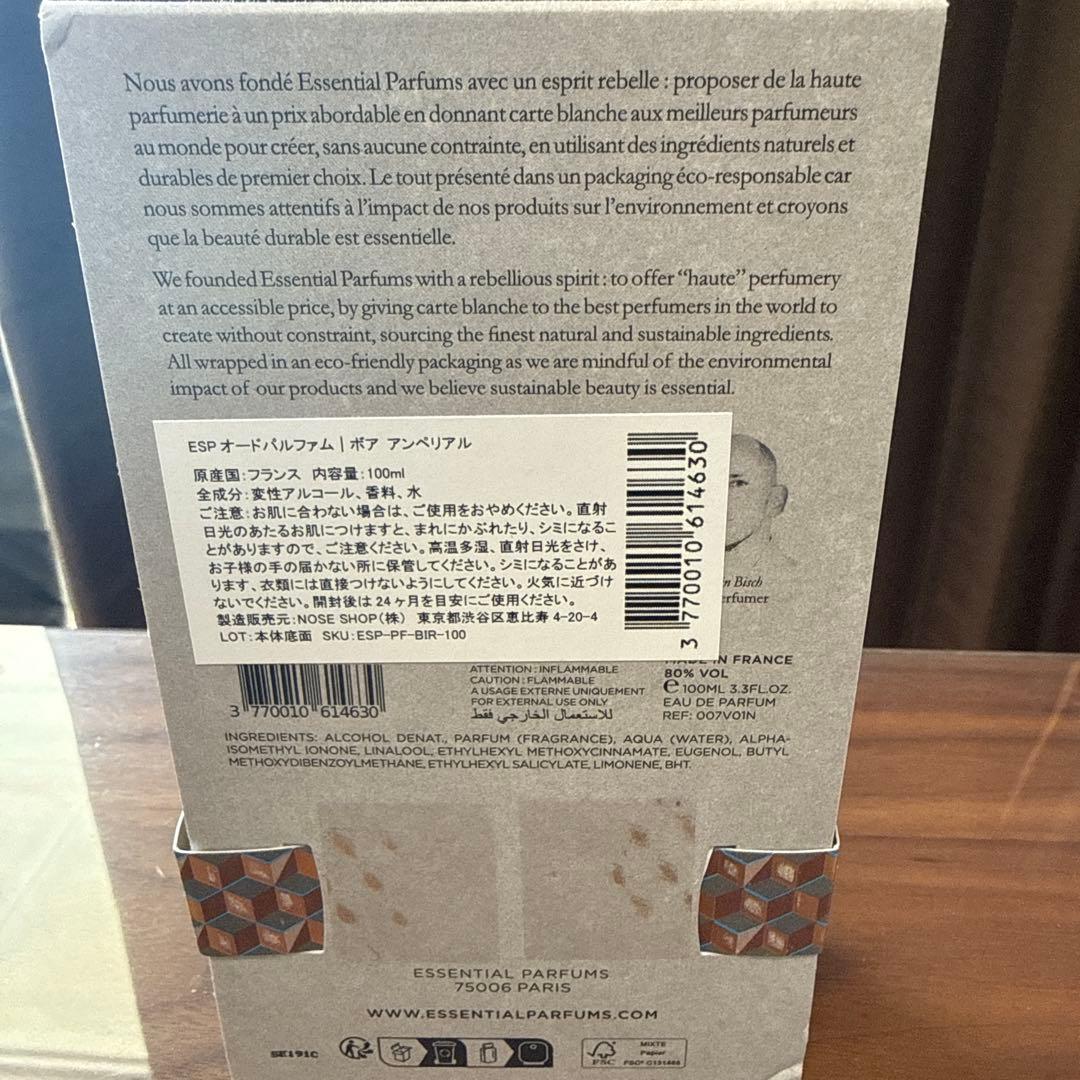 Nous avons fondé Essential Parfums avec un esprit rebelle : proposer de la haute
parfumerie à un prix abordable en donnant carte blanche aux meilleurs parfumeurs
au monde pour créer, sans aucune contrainte, en utilisant des ingrédients naturels et
durables de premier choix. Le tout présenté dans un packaging éco-responsable car
nous sommes attentifs à l'impact de nos produits sur l'environnement et croyons
que la beauté durable est essentielle.
We founded Essential Parfums with a rebellious spirit : to offer “haute” perfumery
at an accessible price, by giving carte blanche to the best perfumers in the world to
create without constraint, sourcing the finest natural and sustainable ingredients.
All wrapped in an eco-friendly packaging as we are mindful of the environmental
impact of our products and we believe sustainable beauty is essential.
ESP オードパルファム | ボア アンペリアル
原産国:フランス 内容量:100ml
全成分:変性アルコール、香料、水
ご注意:お肌に合わない場合は、ご使用をおやめください。直射
日光のあたるお肌につけますと、まれにかぶれたり、シミになるこ
とがありますので、ご注意ください。高温多湿、直射日光をさけ、
お子様の手の届かない所に保管してください。シミになることがあ
ります、衣類には直接つけないようにしてください。火気に近づけ
ないでください。開封後は24ヶ月を目安にご使用ください。
製造販売元:NOSE SHOP(株) 東京都渋谷区恵比寿 4-20-4
LOT:本体底面 SKU:ESP-PF-BIR-100
3 770010 614630
n Bisch
erfumer
3 770010 614630
ATTENTION : INFLAMMABLE
CAUTION : FLAMMABLE
A USAGE EXTERNE UNIQUEMENT
FOR EXTERNAL USE ONLY
للاستعمال الخارجي فقط
MADE IN FRANCE
80% VOL
e 100ML 3.3FL.OZ.
EAU DE PARFUM
REF: 007V01N
INGREDIENTS: ALCOHOL DENAT., PARFUM (FRAGRANCE), AQUA (WATER), ALPHA-
ISOMETHYL IONONE, LINALOOL, ETHYLHEXYL METHOXYCINNAMATE, EUGENOL, BUTYL
METHOXYDIBENZOYLMETHANE, ETHYLHEXYL SALICYLATE, LIMONENE, BHT.
ESSENTIAL PARFUMS
75006 PARIS
WWW.ESSENTIALPARFUMS.COM
SE191C
FSC
MIXTE
Papier